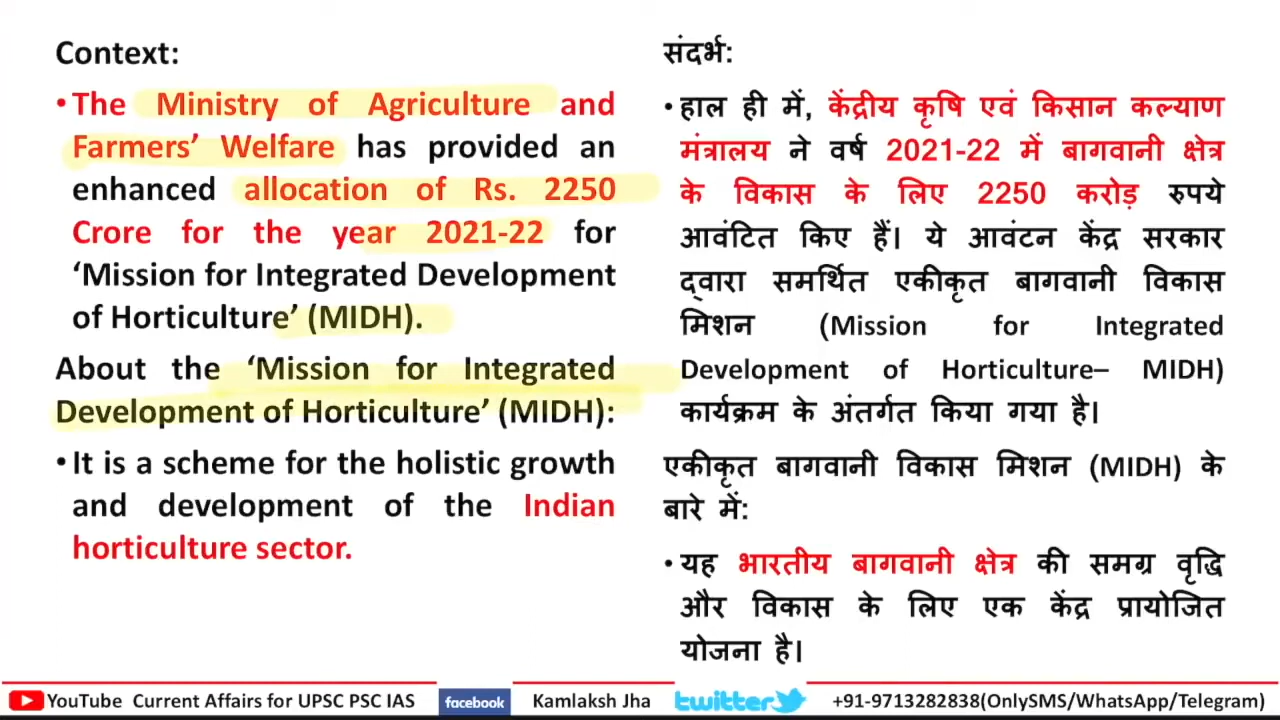 Context:
• The Ministry of Agriculture and
Farmers’ Welfare has provided an
enhanced allocation of Rs. 2250
Crore for the year 2021-22 for
‘Mission for Integrated Development
of Horticulture’ (MIDH).
About the ‘Mission for Integrated
Development of Horticulture’ (MIDH):
• It is a scheme for the holistic growth
and development of the Indian
horticulture sector.
संदर्भ:
• हाल ही में, केंद्रीय कृषि एवं किसान कल्याण
मंत्रालय ने वर्ष 2021-22 में बागवानी क्षेत्र
के विकास के लिए 2250 करोड़ रुपये
आवंटित किए हैं। ये आवंटन केंद्र सरकार
द्वारा समर्थित एकीकृत बागवानी विकास
मिशन (Mission for Integrated
Development of Horticulture– MIDH)
कार्यक्रम के अंतर्गत किया गया है।
एकीकृत बागवानी विकास मिशन (MIDH) के
बारे में:
• यह भारतीय बागवानी क्षेत्र की समग्र वृद्धि
और विकास के लिए एक केंद्र प्रायोजित
योजना है।
YouTube Current Affairs for UPSC PSC IAS facebook Kamlaksh Jha twitter +91-9713282838(OnlySMS/WhatsApp/Telegram)